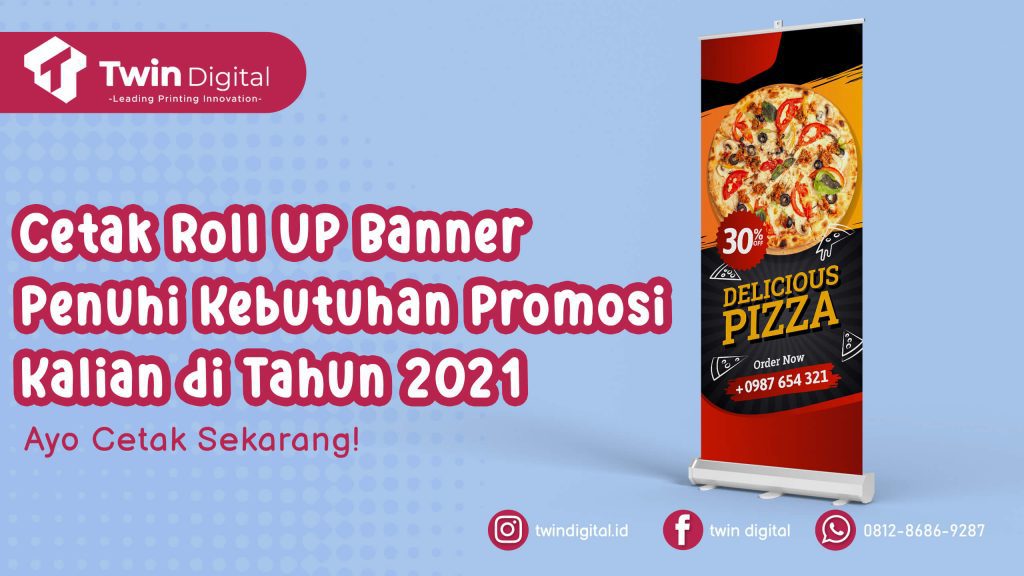 Twin Digital
-Leading Printing Innovation-
Cetak Roll UP Banner
Penuhi Kebutuhan Promosi
Kalian di Tahun 2021
Ayo Cetak Sekarang!
30% OFF
DELICIOUS
PIZZA
Order Now
+0987 654 321
twindigital.id
twin digital
0812-8686-9287